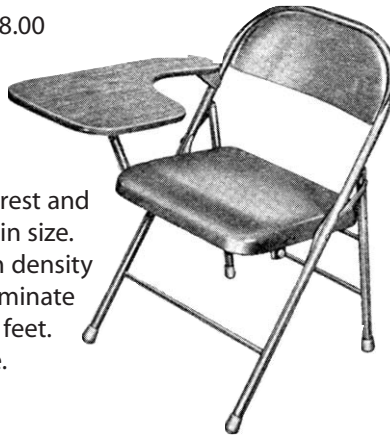 8.00
rest and
in size.
density
minate
feet.